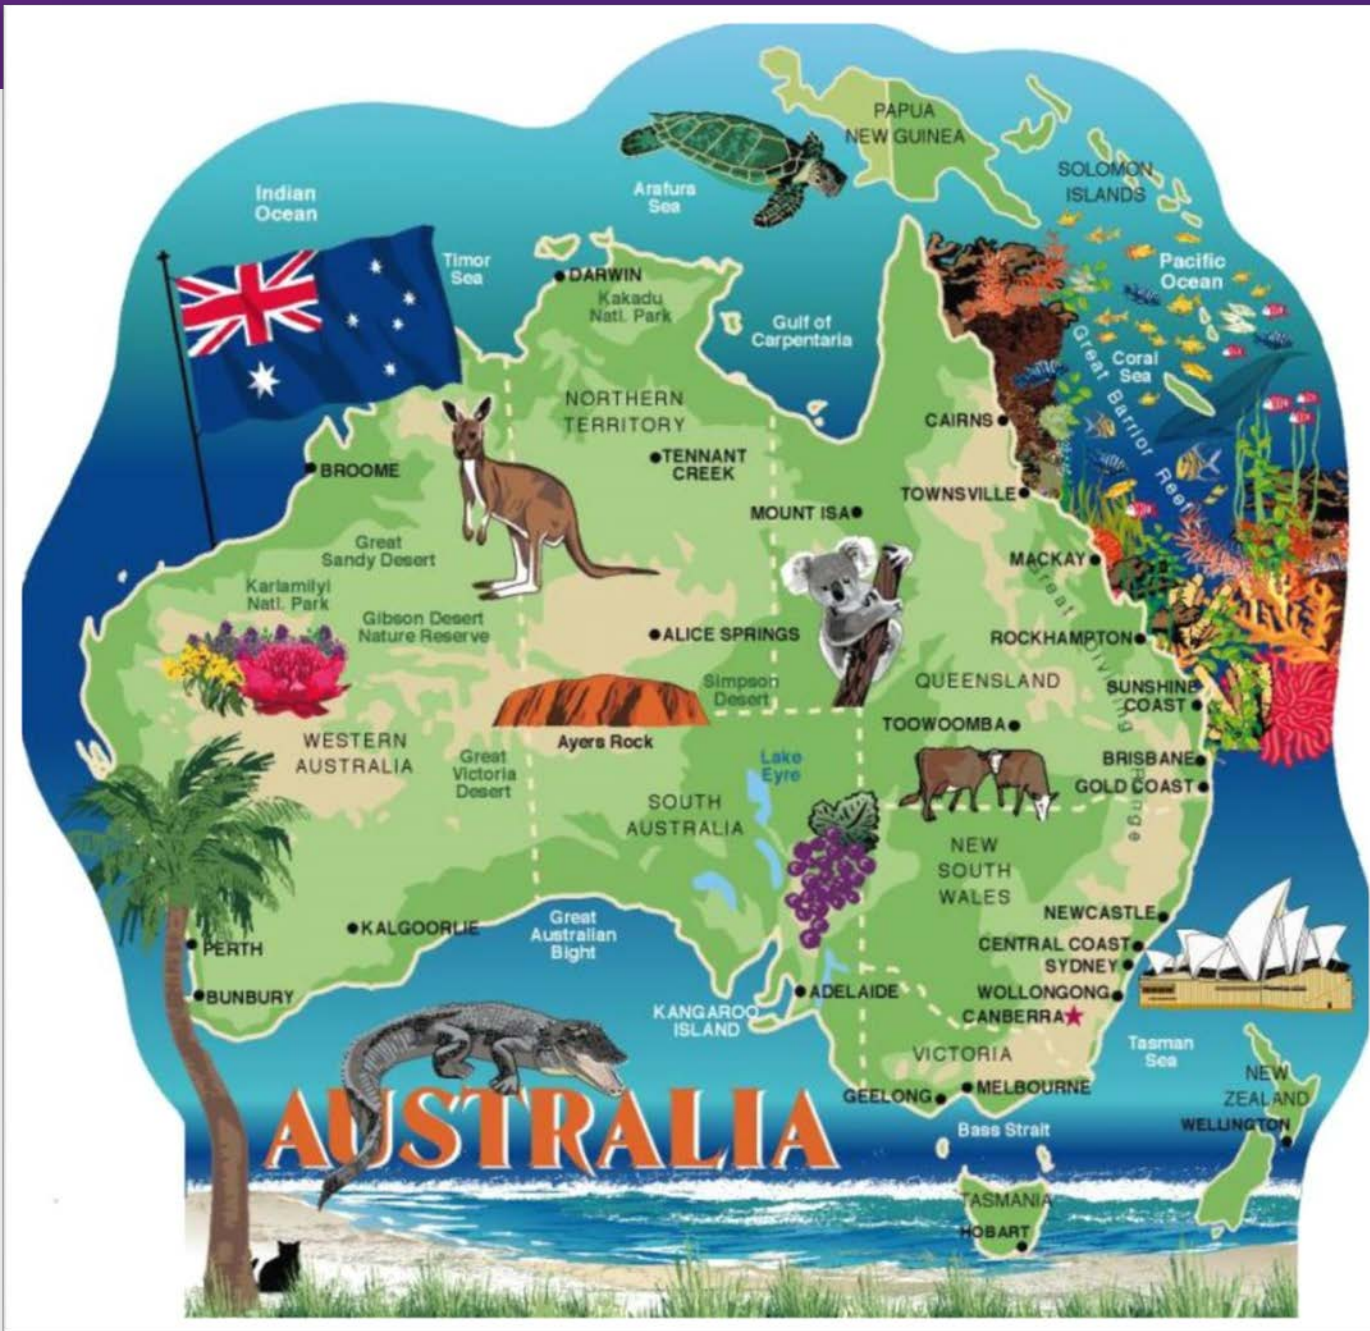 PAPUA
NEW GUINEA
SOLOMON
ISLANDS
Indian
Ocean
Arafura
Sea
Timor
Sea
Pacific
Ocean
DARWIN
Kakadu
Natl. Park
Gulf of
Carpentaria
Great Barrier Reef
Coral
Sea
NORTHERN
TERRITORY
CAIRNS
BROOME
TENNANT
CREEK
TOWNSVILLE
MOUNT ISA
Great
Sandy Desert
MACKAY
Karlamilyi
Natl. Park
Gibson Desert
Nature Reserve
ALICE SPRINGS
ROCKHAMPTON
Great Dividing Range
Simpson
Desert
QUEENSLAND
SUNSHINE
COAST
TOOWOOMBA
WESTERN
AUSTRALIA
Ayers Rock
Great
Victoria
Desert
Lake
Eyre
BRISBANE
GOLD COAST
SOUTH
AUSTRALIA
NEW
SOUTH
WALES
KALGOORLIE
Great
Australian
Bight
NEWCASTLE
PERTH
CENTRAL COAST
SYDNEY
BUNBURY
ADELAIDE
WOLLONGONG
KANGAROO
ISLAND
CANBERRA
VICTORIA
Tasman
Sea
GEELONG
MELBOURNE
NEW
ZEALAND
WELLINGTON
AUSTRALIA
Bass Strait
TASMANIA
HOBART